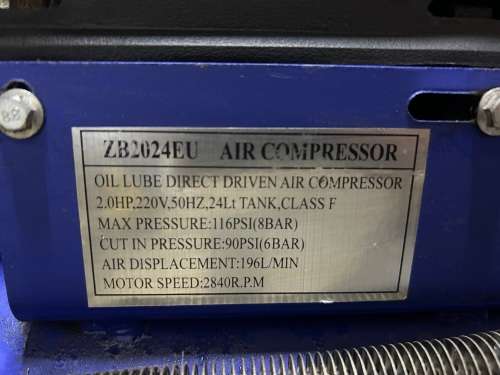 ZB2024EU AIR COMPRESSOR
OIL LUBE DIRECT DRIVEN AIR COMPRESSOR
2.0HP,220V,50HZ,24Lt TANK,CLASS F
MAX PRESSURE:116PSI(8BAR)
CUT IN PRESSURE:90PSI(6BAR)
AIR DISPLACEMENT:196L/MIN
MOTOR SPEED:2840R.P.M